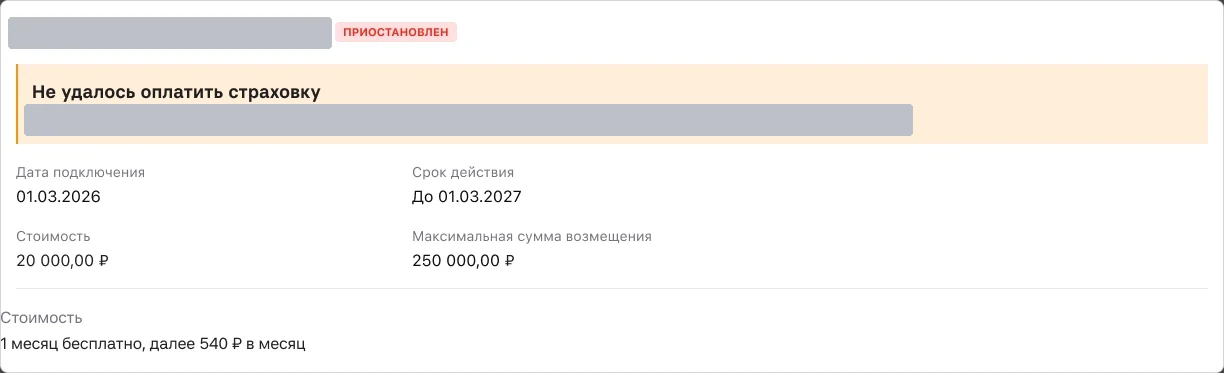 ПРИОСТАНОВЛЕН
Не удалось оплатить страховку
Дата подключения
01.03.2026
Срок действия
До 01.03.2027
Стоимость
20 000,00 ₽
Максимальная сумма возмещения
250 000,00 ₽
Стоимость
1 месяц бесплатно, далее 540 ₽ в месяц